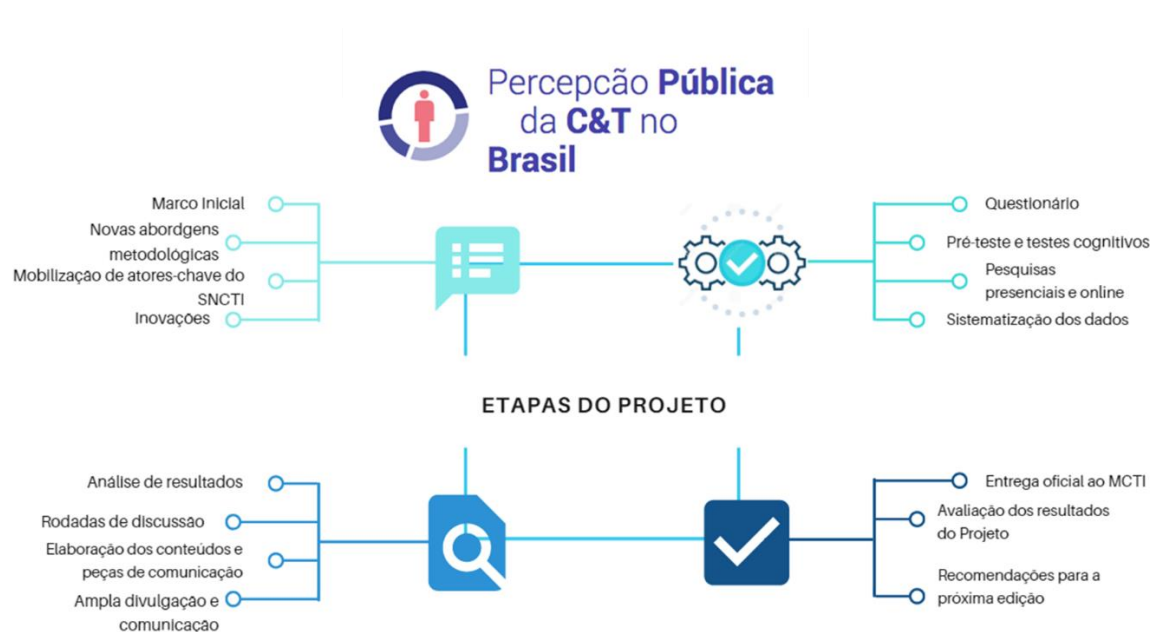 Percepcão Pública
da C&T no
Brasil
Marco Inicial
Novas abordgens
metodológicas
Mobilização de atores-chave do
SNCTI
Inovações
Questionário
Pré-teste e testes cognitivos
Pesquisas
presenciais e online
Sistematização dos dados
ETAPAS DO PROJETO
Análise de resultados
Rodadas de discussão
Elaboração dos conteúdos e
peças de comunicação
Ampla divulgação e
comunicação
Entrega oficial ao MCTI
Avaliação dos resultados
do Projeto
Recomendações para a
próxima edição